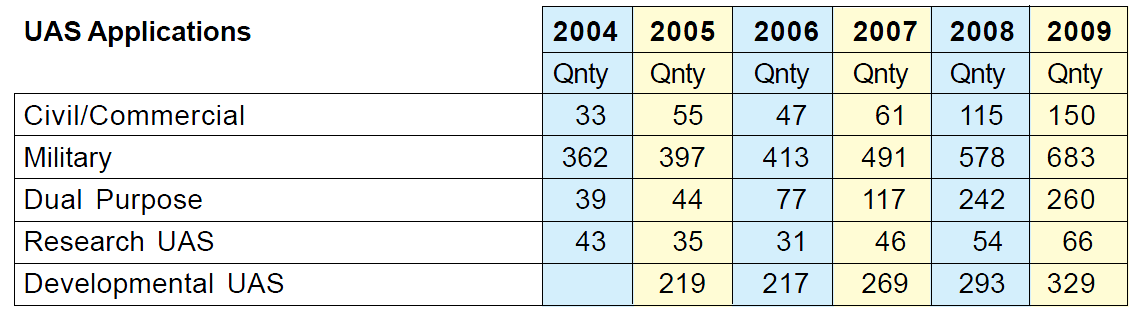 UAS Applications 2004 2005 2006 2007 2008 2009
Qnty Qnty Qnty Qnty Qnty Qnty
Civil/Commercial 33 55 47 61 115 150
Military 362 397 413 491 578 683
Dual Purpose 39 44 77 117 242 260
Research UAS 43 35 31 46 54 66
Developmental UAS 219 217 269 293 329